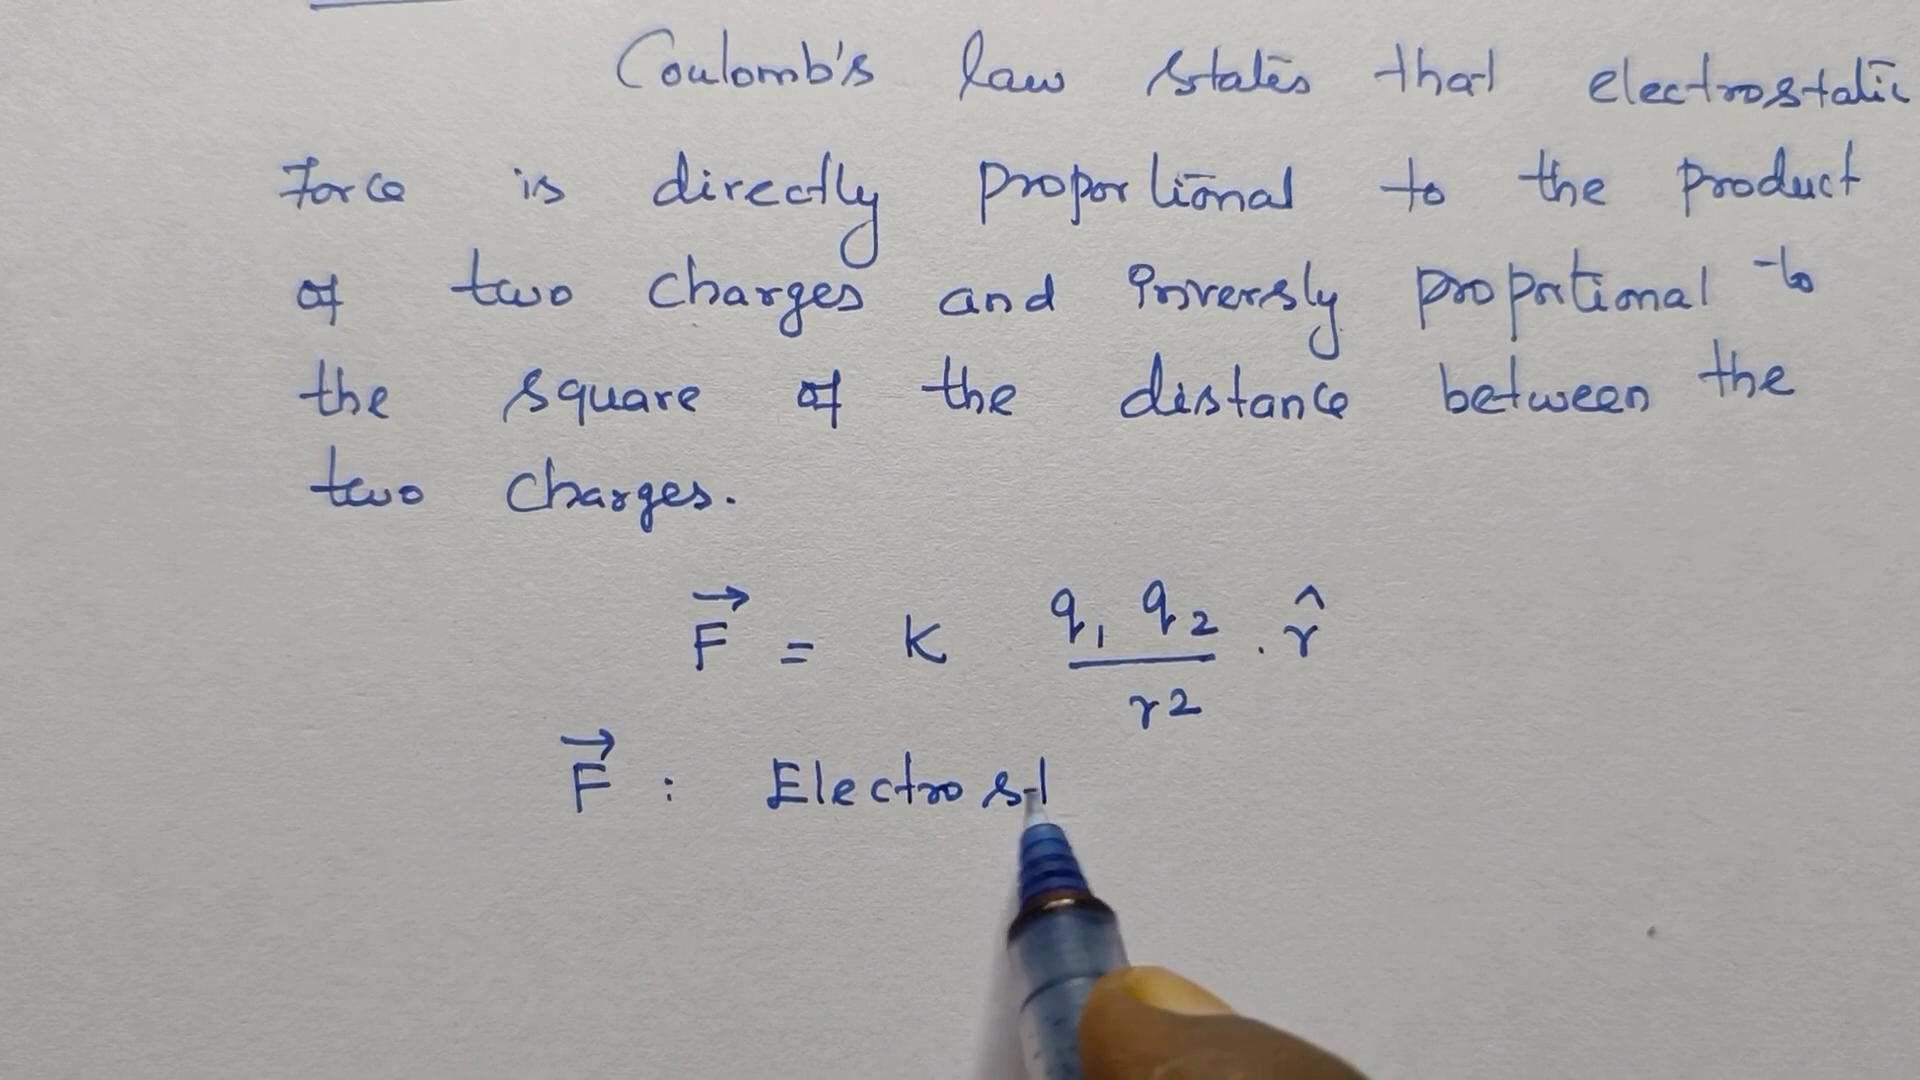 Coulomb's law states that electrostatic
Force is directly proportional to the product
of two charges and inversly proportional to
the square of the distance between the
two charges.
F⃗ = K q₁ q₂ / r² . r̂
F⃗ : Electrost